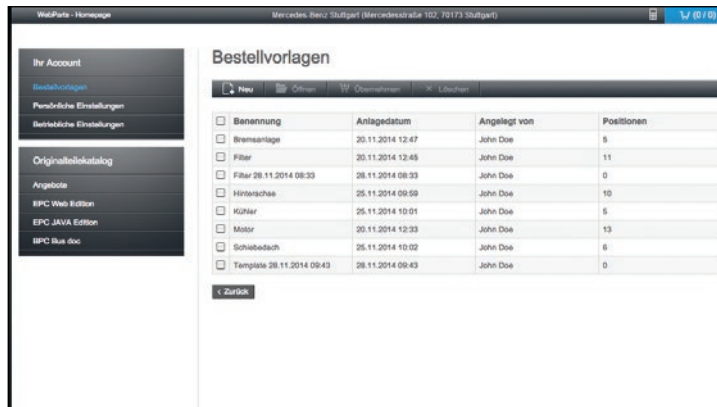 WebParts - Homepage
Mercedes-Benz Stuttgart (Mercedesstraße 102, 70173 Stuttgart)
(0 / 0)
Ihr Account
Bestellvorlagen
Persönliche Einstellungen
Betriebliche Einstellungen
Originalteilekatalog
Angebote
EPC Web Edition
EPC JAVA Edition
EPC Bus doc
Bestellvorlagen
Neu Öffnen Übernehmen Löschen
Benennung Anlagedatum Angelegt von Positionen
Bremsanlage 20.11.2014 12:47 John Doe 5
Filter 20.11.2014 12:45 John Doe 11
Filter 28.11.2014 08:33 28.11.2014 08:33 John Doe 0
Hinterachse 25.11.2014 09:59 John Doe 10
Kühler 25.11.2014 10:01 John Doe 5
Motor 20.11.2014 12:33 John Doe 13
Schiebedach 25.11.2014 10:02 John Doe 6
Template 28.11.2014 09:43 28.11.2014 09:43 John Doe 0
< Zurück